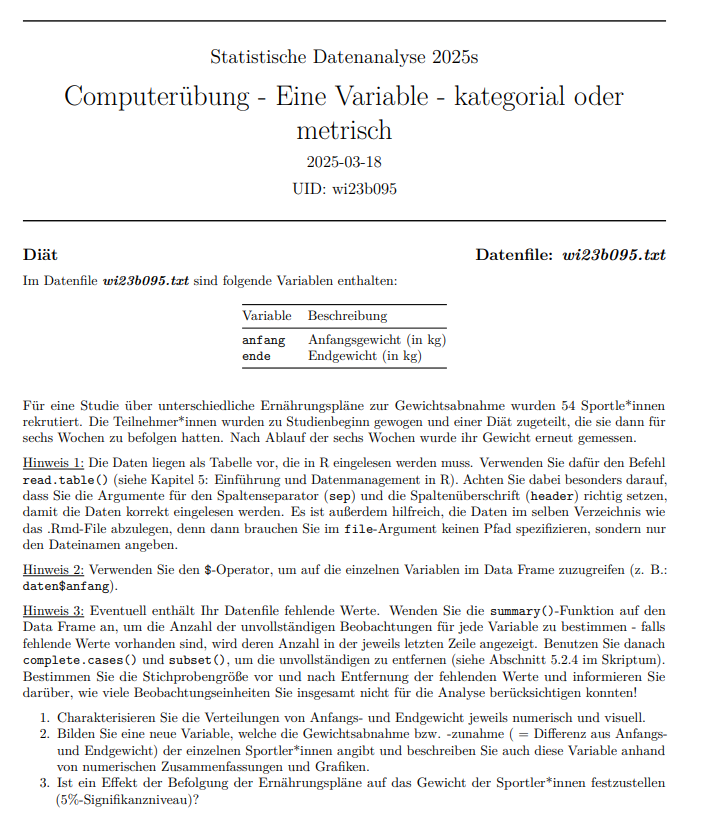 Statistische Datenanalyse 2025s
Computerübung - Eine Variable - kategorial oder
metrisch
2025-03-18
UID: wi23b095
Diät Datenfile: wi23b095.txt
Im Datenfile wi23b095.txt sind folgende Variablen enthalten:
Variable Beschreibung
anfang Anfangsgewicht (in kg)
ende Endgewicht (in kg)
Für eine Studie über unterschiedliche Ernährungspläne zur Gewichtsabnahme wurden 54 Sportle*innen
rekrutiert. Die Teilnehmer*innen wurden zu Studienbeginn gewogen und einer Diät zugeteilt, die sie dann für
sechs Wochen zu befolgen hatten. Nach Ablauf der sechs Wochen wurde ihr Gewicht erneut gemessen.
Hinweis 1: Die Daten liegen als Tabelle vor, die in R eingelesen werden muss. Verwenden Sie dafür den Befehl
read.table() (siehe Kapitel 5: Einführung und Datenmanagement in R). Achten Sie dabei besonders darauf,
dass Sie die Argumente für den Spaltenseparator (sep) und die Spaltenüberschrift (header) richtig setzen,
damit die Daten korrekt eingelesen werden. Es ist außerdem hilfreich, die Daten im selben Verzeichnis wie
das .Rmd-File abzulegen, denn dann brauchen Sie im file-Argument keinen Pfad spezifizieren, sondern nur
den Dateinamen angeben.
Hinweis 2: Verwenden Sie den $-Operator, um auf die einzelnen Variablen im Data Frame zuzugreifen (z. B.:
daten$anfang).
Hinweis 3: Eventuell enthält Ihr Datenfile fehlende Werte. Wenden Sie die summary()-Funktion auf den
Data Frame an, um die Anzahl der unvollständigen Beobachtungen für jede Variable zu bestimmen - falls
fehlende Werte vorhanden sind, wird deren Anzahl in der jeweils letzten Zeile angezeigt. Benutzen Sie danach
complete.cases() und subset(), um die unvollständigen zu entfernen (siehe Abschnitt 5.2.4 im Skriptum).
Bestimmen Sie die Stichprobengröße vor und nach Entfernung der fehlenden Werte und informieren Sie
darüber, wie viele Beobachtungseinheiten Sie insgesamt nicht für die Analyse berücksichtigen konnten!
1. Charakterisieren Sie die Verteilungen von Anfangs- und Endgewicht jeweils numerisch und visuell.
2. Bilden Sie eine neue Variable, welche die Gewichtsabnahme bzw. -zunahme ( = Differenz aus Anfangs-
und Endgewicht) der einzelnen Sportler*innen angibt und beschreiben Sie auch diese Variable anhand
von numerischen Zusammenfassungen und Grafiken.
3. Ist ein Effekt der Befolgung der Ernährungspläne auf das Gewicht der Sportler*innen festzustellen
(5%-Signifikanzniveau)?